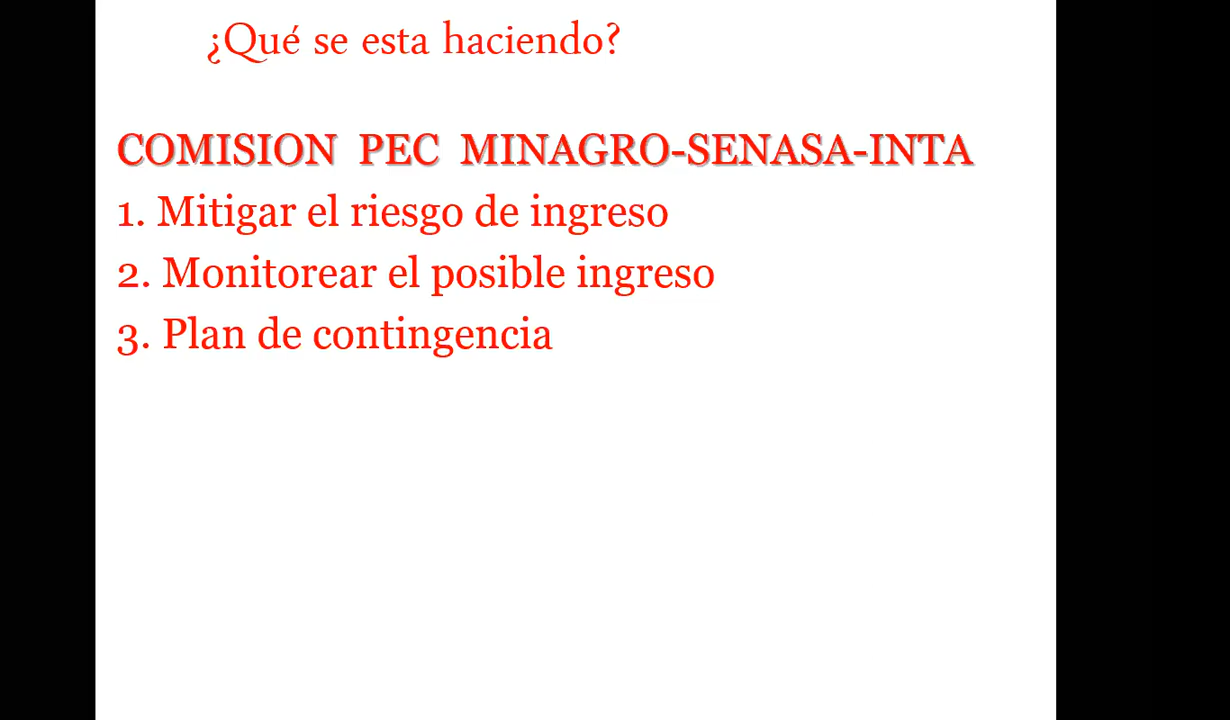 ¿Qué se esta haciendo?
COMISION PEC MINAGRO-SENASA-INTA
1. Mitigar el riesgo de ingreso
2. Monitorear el posible ingreso
3. Plan de contingencia